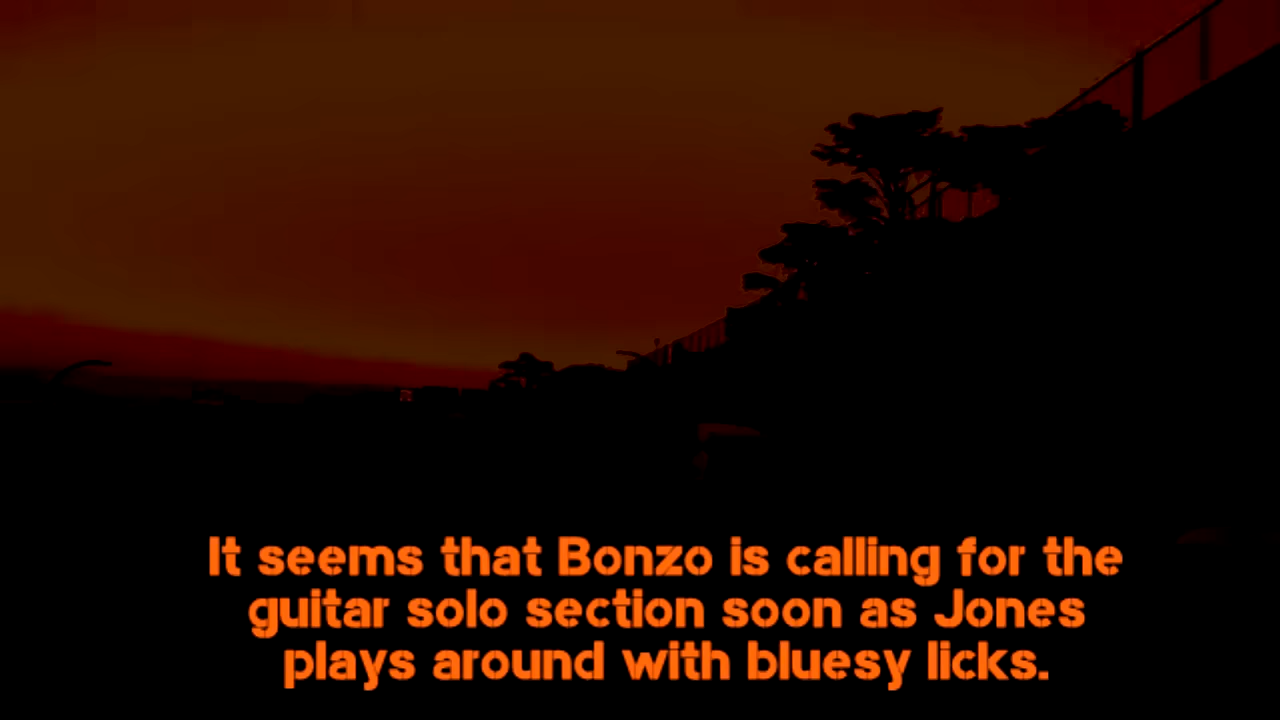 It seems that Bonzo is calling for the
guitar solo section soon as Jones
plays around with bluesy licks.